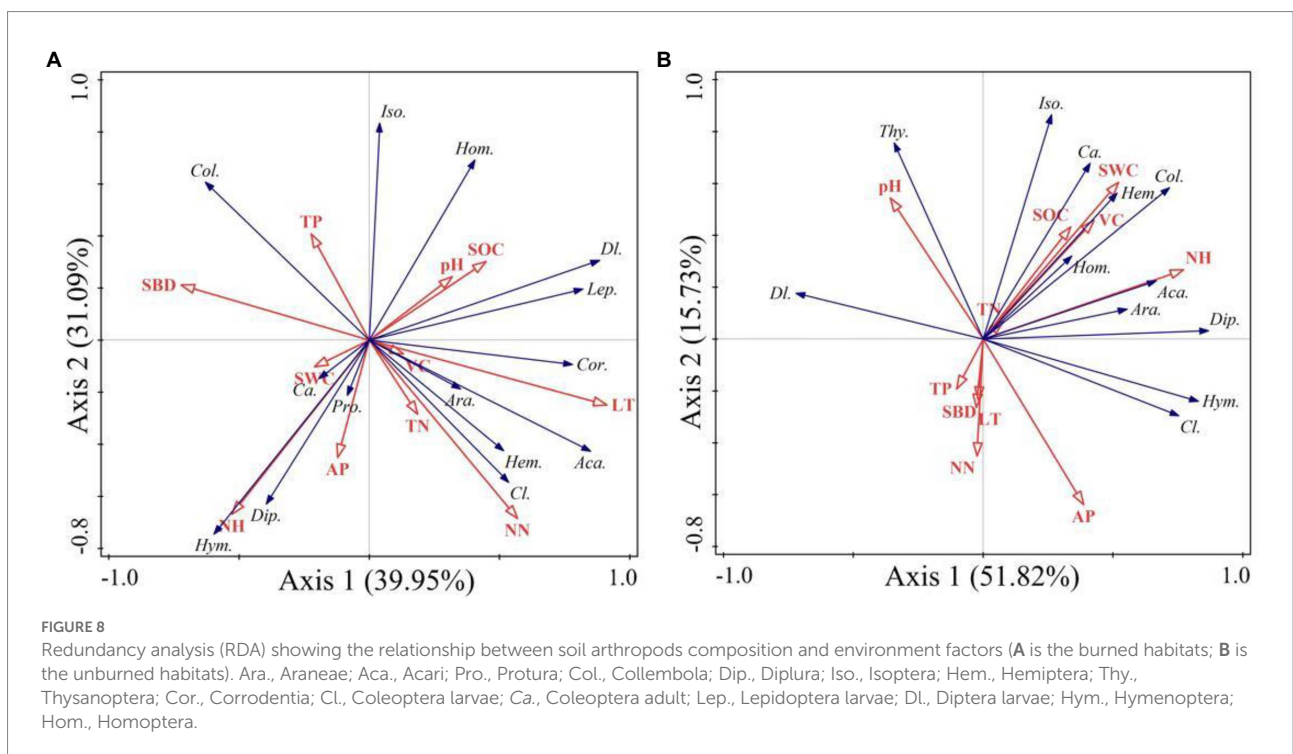 A
B
1.0
Iso.
Hom.
Col.
TP
SOC
pH
Dl.
SBD
Lep.
Cor.
SWC
VC
Ca.
Pro.
Ara.
LT
TN
AP
Hem.
Aca.
Cl.
NH
Dip.
NN
Hym.
-0.8
Axis 2 (31.09%)
-1.0
Axis 1 (39.95%)
1.0
1.0
Iso.
Thy.
Ca.
SWC
Col.
pH
Hem.
SOC
VC
NH
Hom.
Dl.
Aca.
TN
Ara.
Dip.
TP
SBD
LT
Hym.
Cl.
NN
AP
-0.8
Axis 2 (15.73%)
-1.0
Axis 1 (51.82%)
1.0
FIGURE 8
Redundancy analysis (RDA) showing the relationship between soil arthropods composition and environment factors (A is the burned habitats; B is
the unburned habitats). Ara., Araneae; Aca., Acari; Pro., Protura; Col., Collembola; Dip., Diplura; Iso., Isoptera; Hem., Hemiptera; Thy.,
Thysanoptera; Cor., Corrodentia; Cl., Coleoptera larvae; Ca., Coleoptera adult; Lep., Lepidoptera larvae; Dl., Diptera larvae; Hym., Hymenoptera;
Hom., Homoptera.